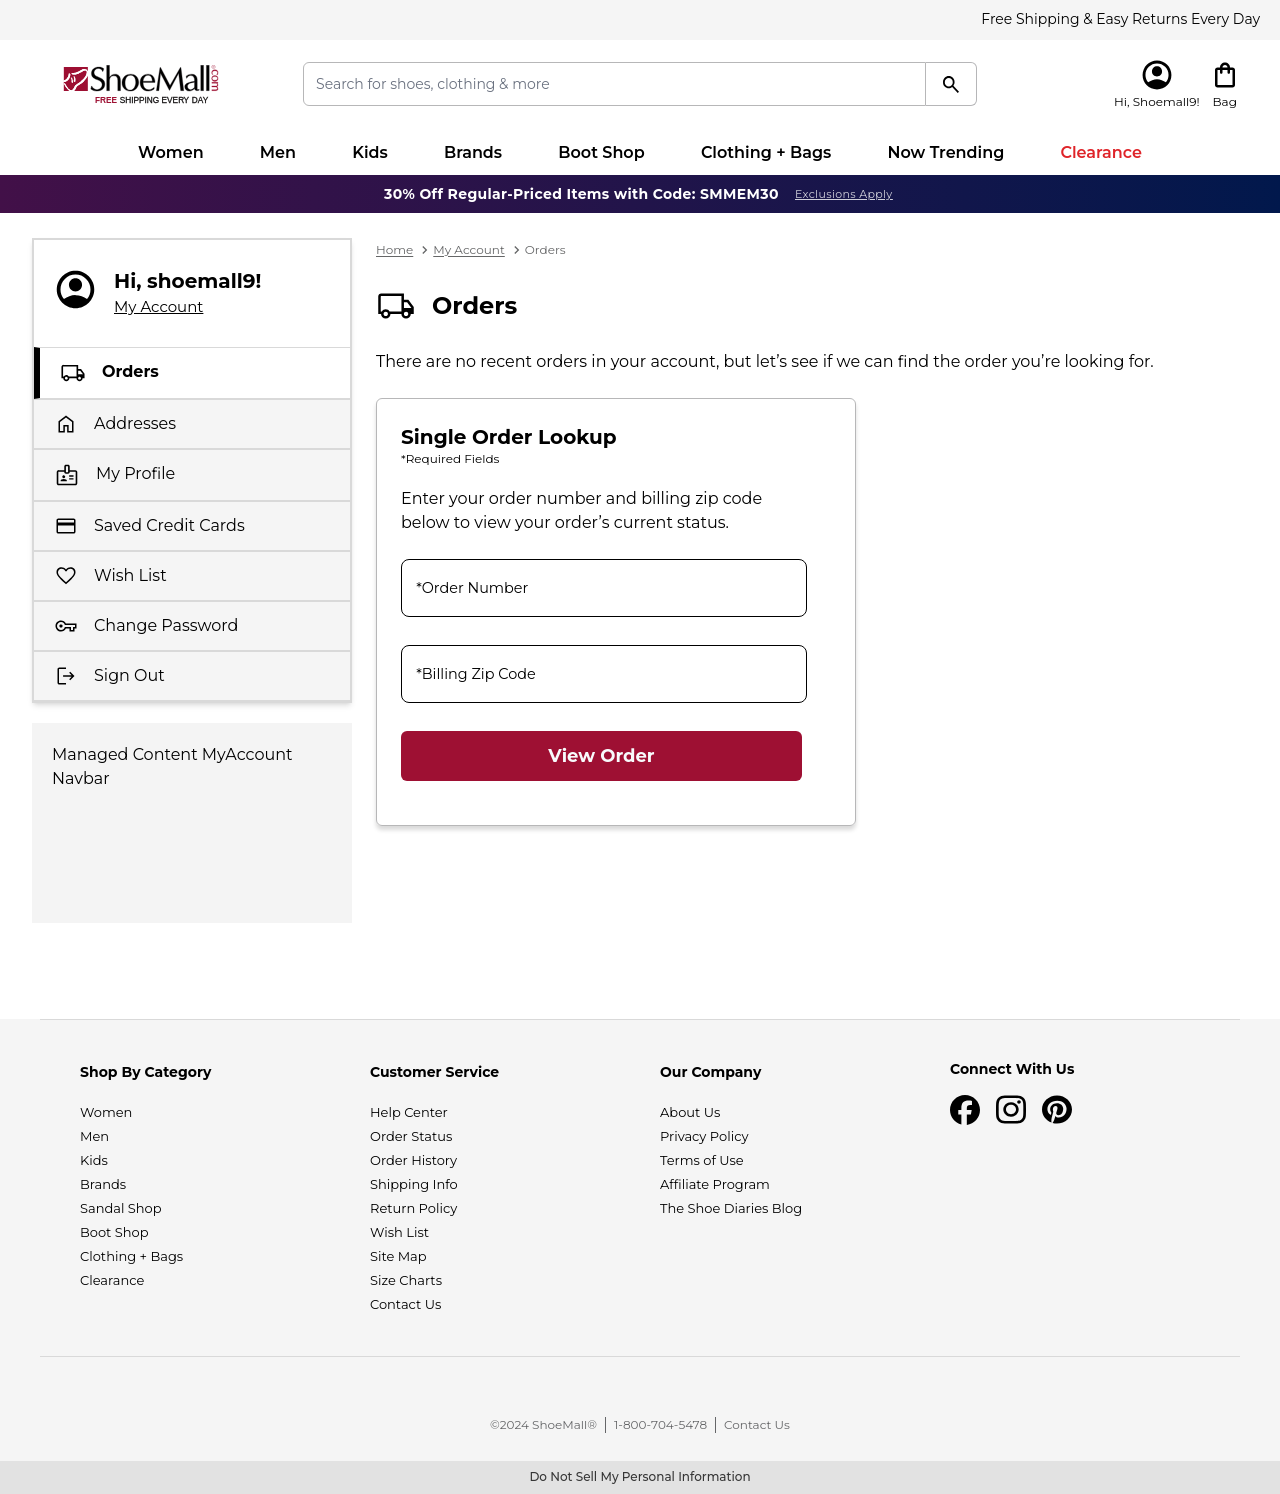 Free Shipping & Easy Returns Every Day
ShoeMall.com
FREE SHIPPING EVERY DAY
Search for shoes, clothing & more
Hi, Shoemall9!
Bag
Women
Men
Kids
Brands
Boot Shop
Clothing + Bags
Now Trending
Clearance
30% Off Regular-Priced Items with Code: SMMEM30
Exclusions Apply
Hi, shoemall9!
My Account
Orders
Addresses
My Profile
Saved Credit Cards
Wish List
Change Password
Sign Out
Managed Content MyAccount
Navbar
Home
My Account
Orders
Orders
There are no recent orders in your account, but let’s see if we can find the order you’re looking for.
Single Order Lookup
*Required Fields
Enter your order number and billing zip code
below to view your order’s current status.
*Order Number
*Billing Zip Code
View Order
Shop By Category
Women
Men
Kids
Brands
Sandal Shop
Boot Shop
Clothing + Bags
Clearance
Customer Service
Help Center
Order Status
Order History
Shipping Info
Return Policy
Wish List
Site Map
Size Charts
Contact Us
Our Company
About Us
Privacy Policy
Terms of Use
Affiliate Program
The Shoe Diaries Blog
Connect With Us
©2024 ShoeMall®
1-800-704-5478
Contact Us
Do Not Sell My Personal Information